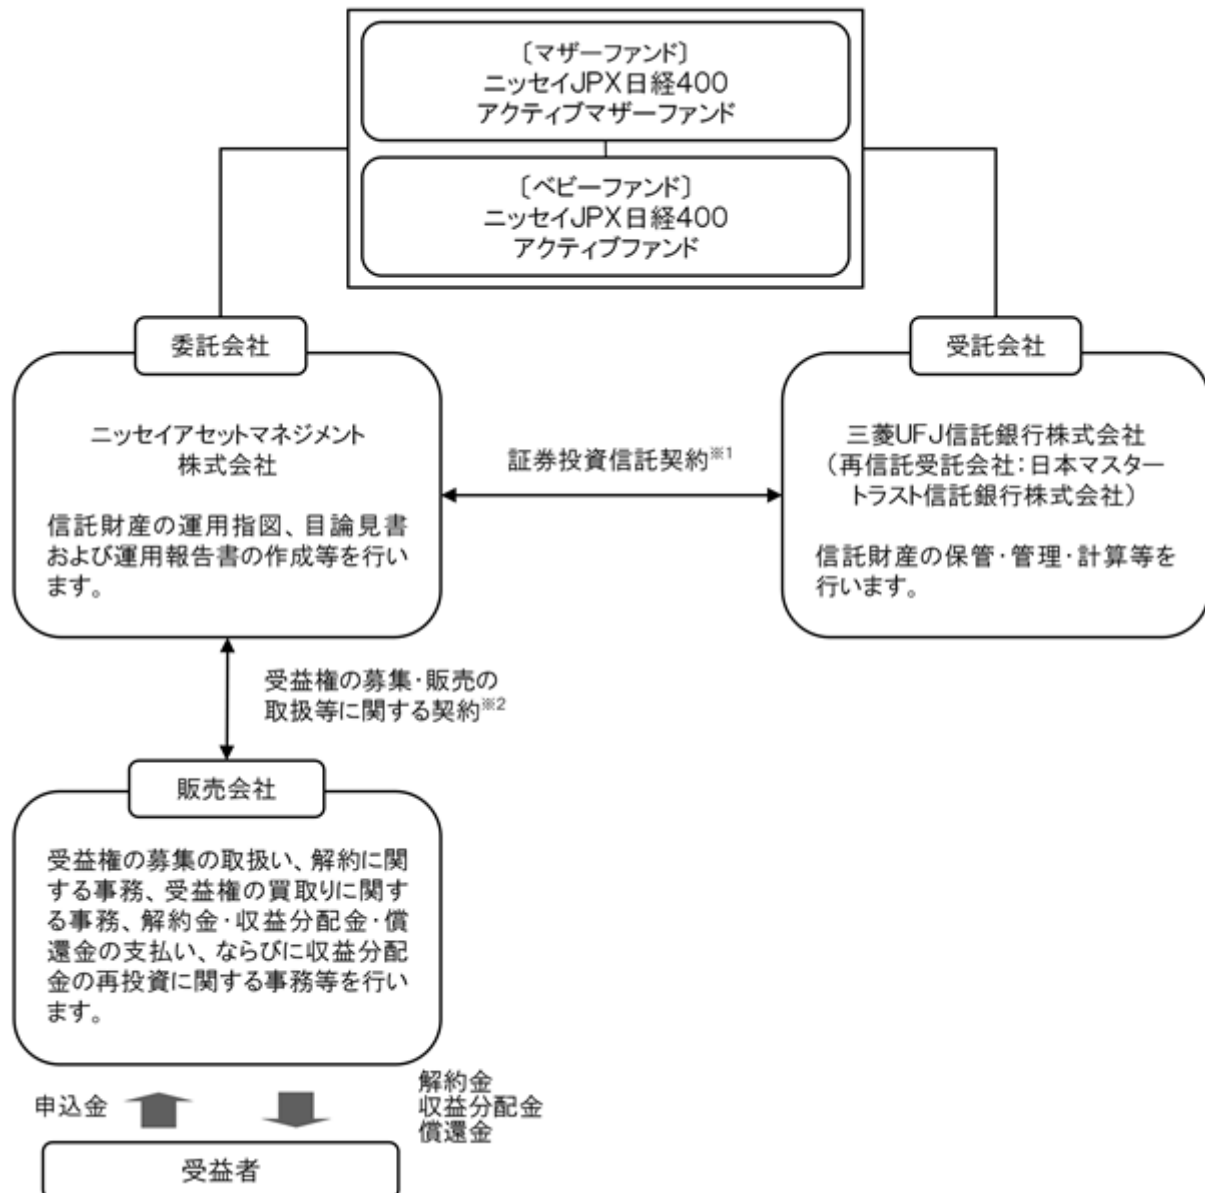 〔マザーファンド〕
ニッセイJPX日経400
アクティブマザーファンド
〔ベビーファンド〕
ニッセイJPX日経400
アクティブファンド
委託会社
ニッセイアセットマネジメント
株式会社
信託財産の運用指図、目論見書
および運用報告書の作成等を行い
ます。
証券投資信託契約※1
受託会社
三菱UFJ信託銀行株式会社
（再信託受託会社：日本マスター
トラスト信託銀行株式会社）
信託財産の保管・管理・計算等を
行います。
受益権の募集・販売の
取扱等に関する契約※2
販売会社
受益権の募集の取扱い、解約に関
する事務、受益権の買取りに関す
る事務、解約金・収益分配金・償
還金の支払い、ならびに収益分配
金の再投資に関する事務等を行い
ます。
申込金
解約金
収益分配金
償還金
受益者